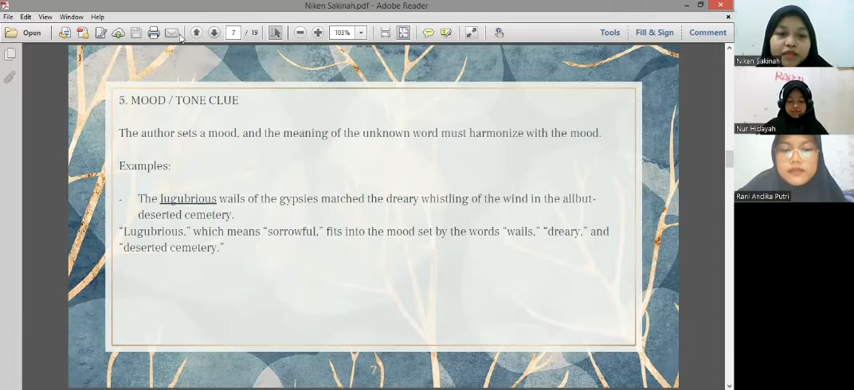 Niken Sakinah.pdf - Adobe Reader
File Edit View Window Help
Open 7 / 19 103% Tools Fill & Sign Comment
5. MOOD / TONE CLUE
The author sets a mood, and the meaning of the unknown word must harmonize with the mood.
Examples:
- The lugubrious wails of the gypsies matched the dreary whistling of the wind in the allbut-
deserted cemetery.
“Lugubrious,” which means “sorrowful,” fits into the mood set by the words “wails,” “dreary,” and
“deserted cemetery.”
7
Niken Sakinah
Nur Hidayah
Rani Andika Putri